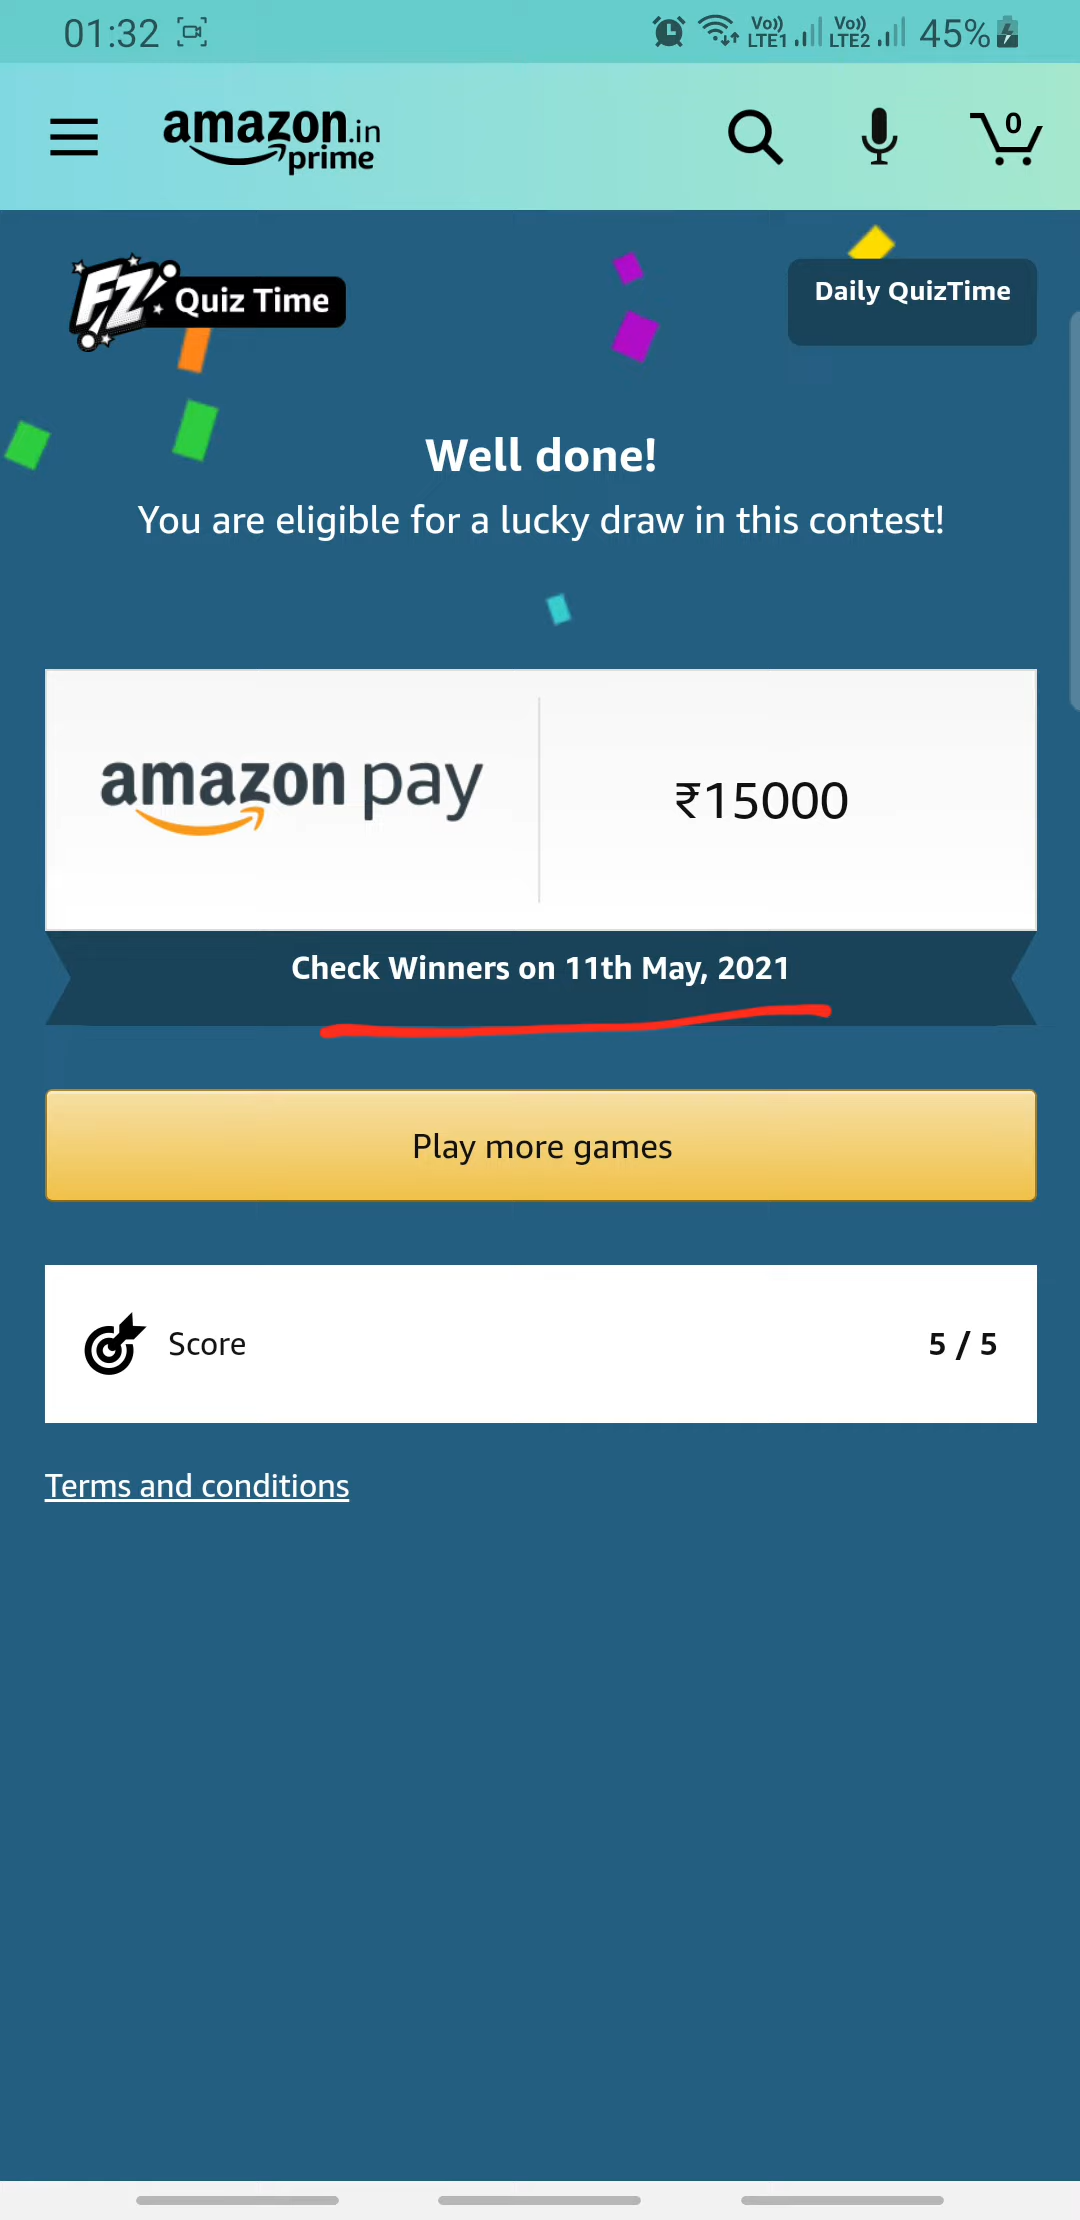 01:32
Vo)) LTE1 Vo)) LTE2 45%
amazon.in
prime
0
FZ Quiz Time
Daily QuizTime
Well done!
You are eligible for a lucky draw in this contest!
amazon pay
₹15000
Check Winners on 11th May, 2021
Play more games
Score 5 / 5
Terms and conditions